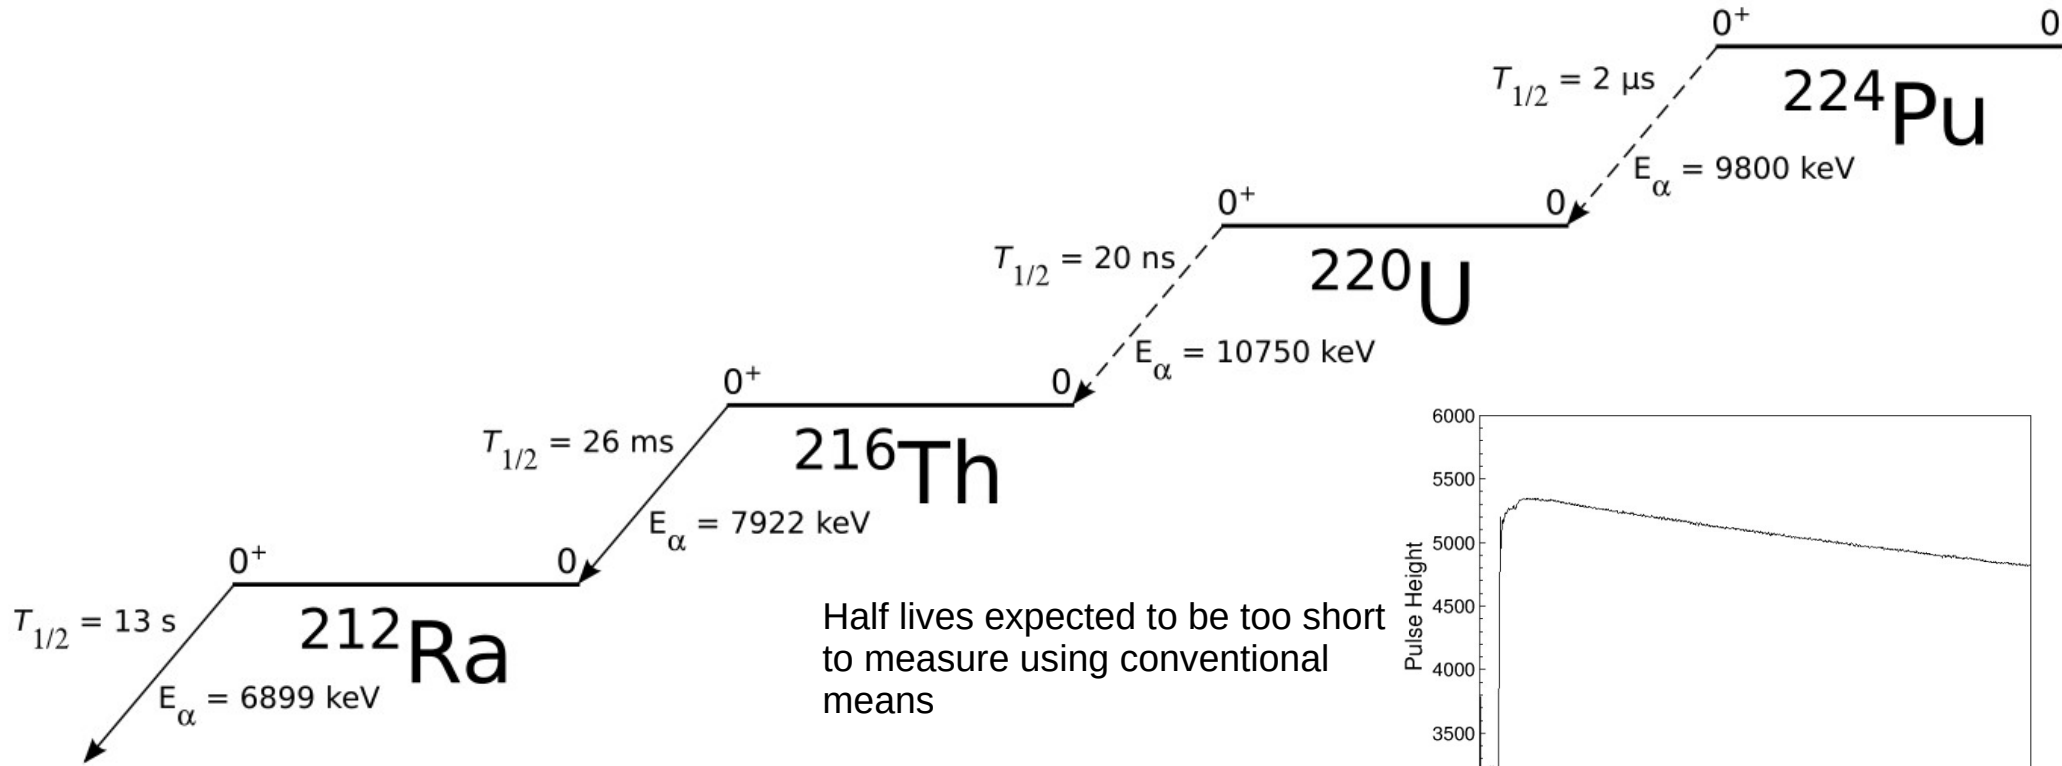 0⁺ 0
T1/2 = 2 µs
²²⁴Pu
Eα = 9800 keV
0⁺ 0
T1/2 = 20 ns
²²⁰U
Eα = 10750 keV
0⁺ 0
T1/2 = 26 ms
²¹⁶Th
Eα = 7922 keV
0⁺ 0
T1/2 = 13 s
²¹²Ra
Eα = 6899 keV
Half lives expected to be too short
to measure using conventional
means
Pulse Height
6000
5500
5000
4500
4000
3500